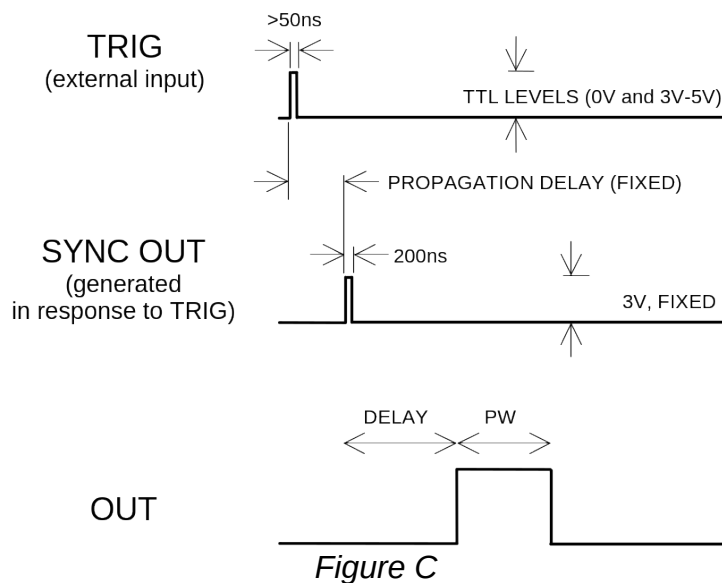 >50ns
TRIG
(external input)
TTL LEVELS (0V and 3V-5V)
PROPAGATION DELAY (FIXED)
SYNC OUT
(generated
in response to TRIG)
200ns
3V, FIXED
DELAY
PW
OUT
Figure C